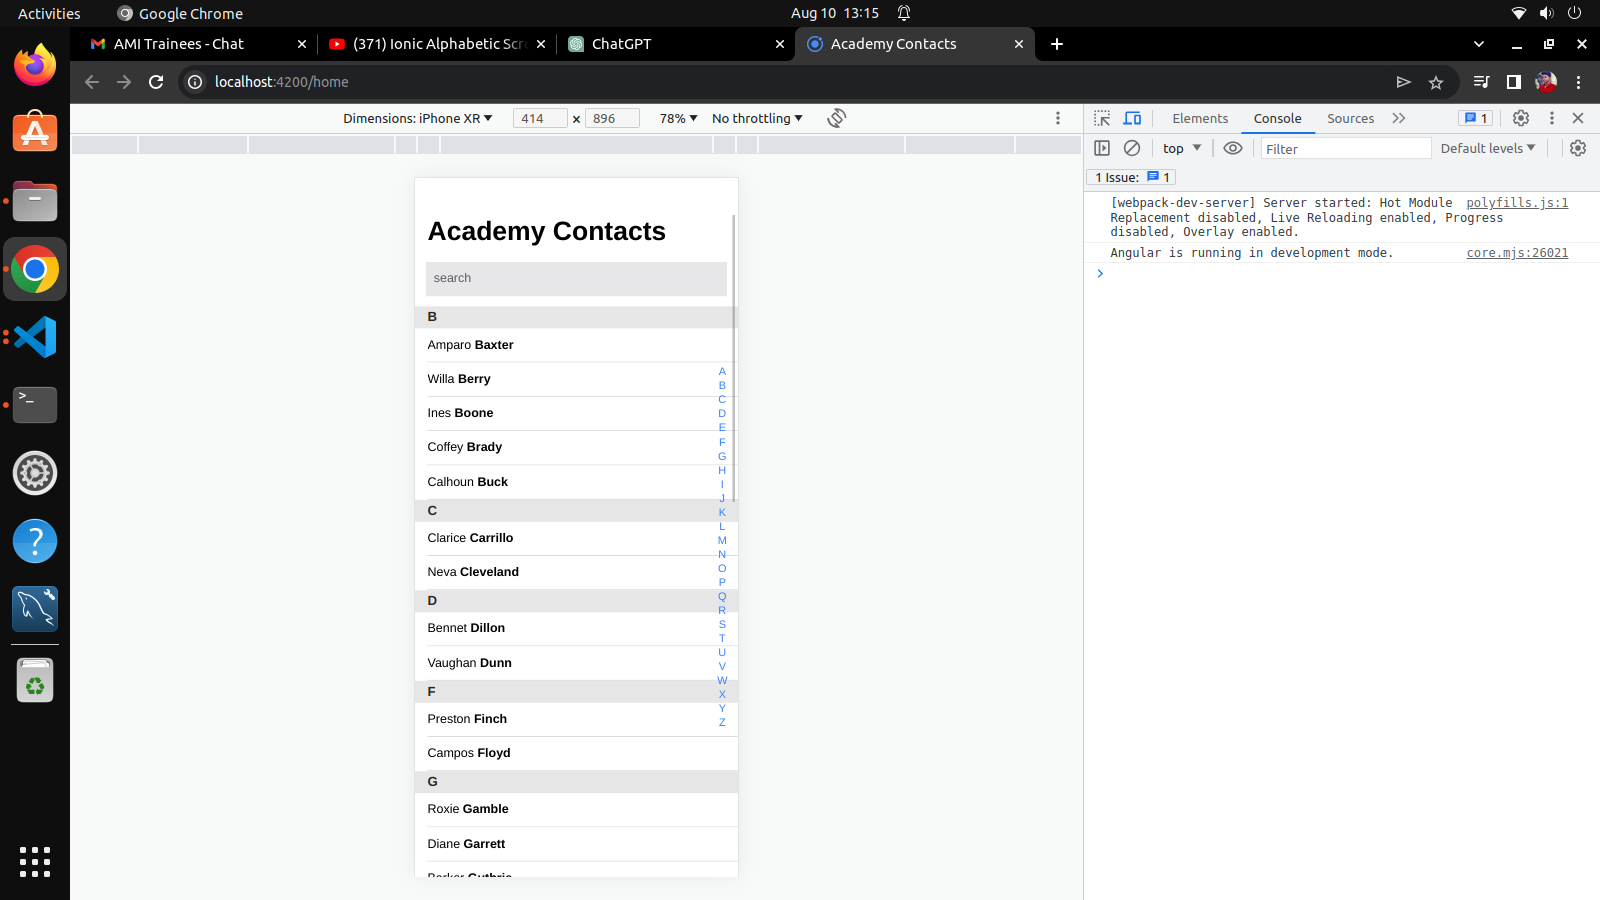 Activities
Google Chrome
Aug 10 13:15
AMI Trainees - Chat
(371) Ionic Alphabetic Scr
ChatGPT
Academy Contacts
localhost:4200/home
Dimensions: iPhone XR
414 × 896
78%
No throttling
Elements
Console
Sources
1
top
Filter
Default levels
1 Issue: 1
[webpack-dev-server] Server started: Hot Module polyfills.js:1
Replacement disabled, Live Reloading enabled, Progress
disabled, Overlay enabled.
Angular is running in development mode. core.mjs:26021
Academy Contacts
search
B
Amparo Baxter
Willa Berry
Ines Boone
Coffey Brady
Calhoun Buck
C
Clarice Carrillo
Neva Cleveland
D
Bennet Dillon
Vaughan Dunn
F
Preston Finch
Campos Floyd
G
Roxie Gamble
Diane Garrett
Barker Guthrie
A
B
C
D
E
F
G
H
I
J
K
L
M
N
O
P
Q
R
S
T
U
V
W
X
Y
Z